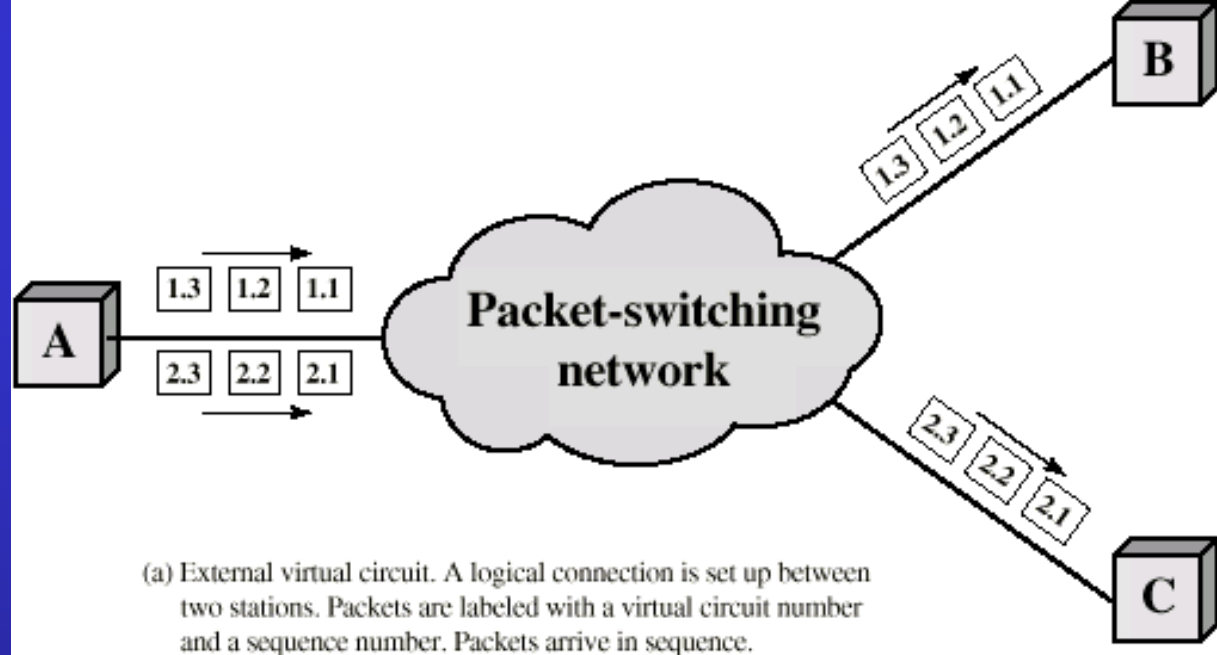 B
1.3 1.2 1.1
1.3 1.2 1.1
A
Packet-switching
network
2.3 2.2 2.1
2.3 2.2 2.1
C
(a) External virtual circuit. A logical connection is set up between
two stations. Packets are labeled with a virtual circuit number
and a sequence number. Packets arrive in sequence.